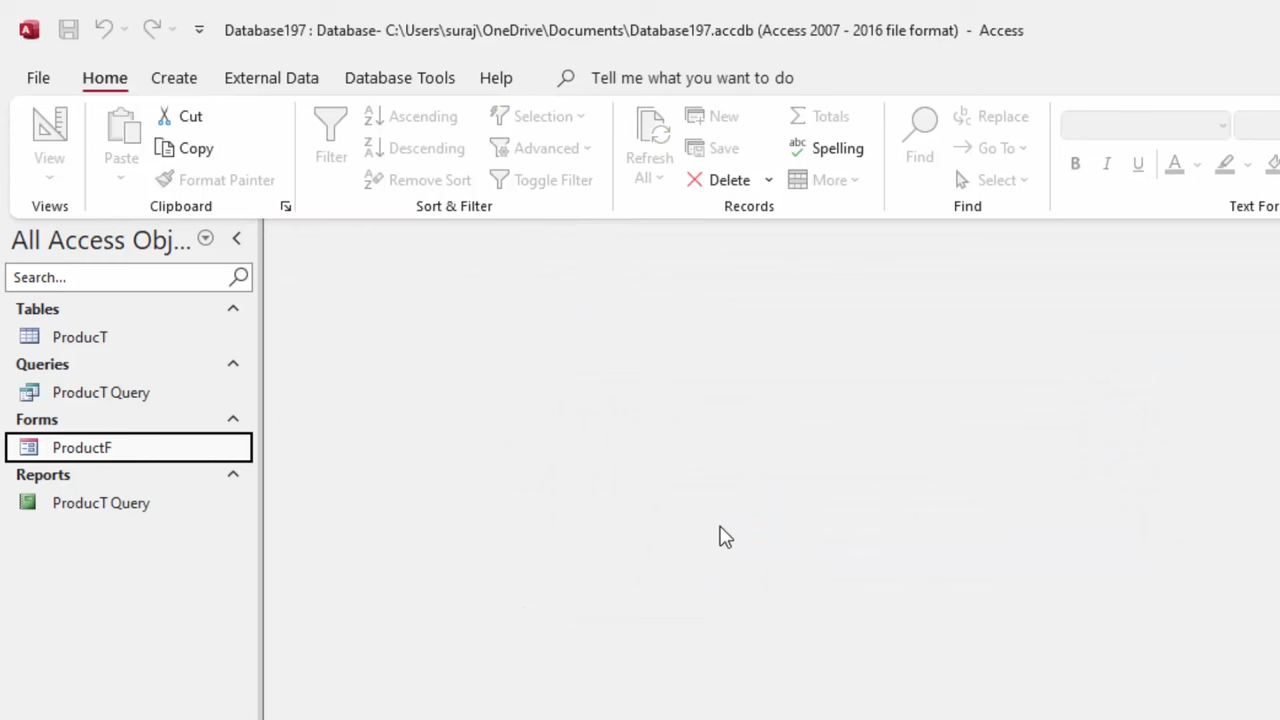 Database197 : Database- C:\Users\suraj\OneDrive\Documents\Database197.accdb (Access 2007 - 2016 file format) - Access
File Home Create External Data Database Tools Help Tell me what you want to do
View
Views
Paste
Cut
Copy
Format Painter
Clipboard
Filter
Ascending
Descending
Remove Sort
Selection
Advanced
Toggle Filter
Sort & Filter
Refresh
All
New
Save
Delete
Totals
Spelling
More
Records
Find
Replace
Go To
Select
Find
B I U A
Text For
All Access Obj...
Search...
Tables
ProducT
Queries
ProducT Query
Forms
ProductF
Reports
ProducT Query